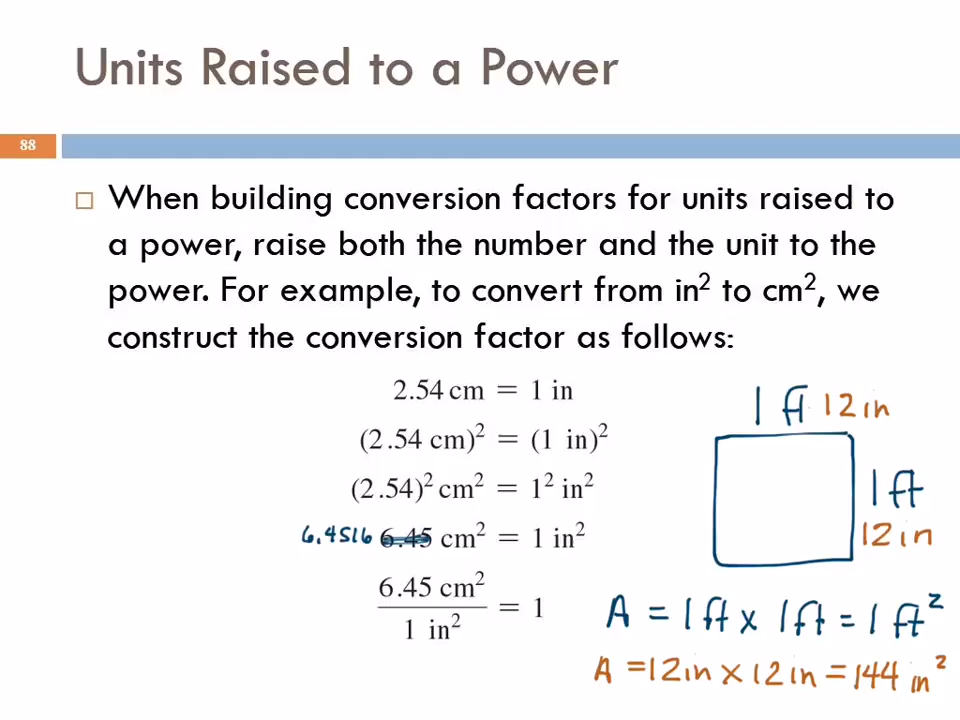 Units Raised to a Power
88
When building conversion factors for units raised to
a power, raise both the number and the unit to the
power. For example, to convert from in² to cm², we
construct the conversion factor as follows:
2.54 cm = 1 in
(2.54 cm)² = (1 in)²
(2.54)² cm² = 1² in²
6.4516 6.45 cm² = 1 in²
6.45 cm²
1 in²
= 1
1 ft 12 in
1 ft
12 in
A = 1 ft x 1 ft = 1 ft²
A = 12 in x 12 in = 144 in²